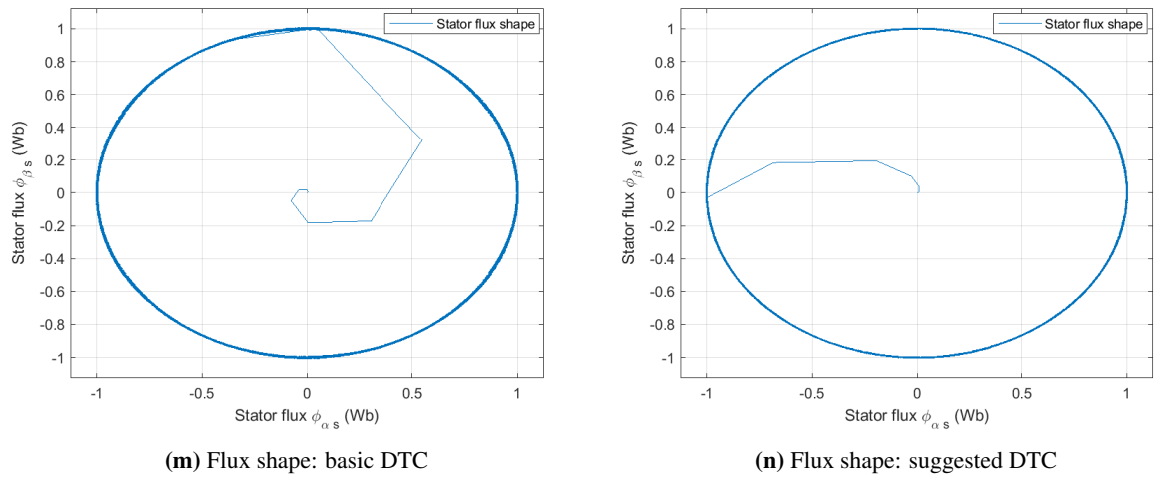 Stator flux shape
1
0.8
0.6
0.4
0.2
0
-0.2
-0.4
-0.6
-0.8
-1
Stator flux ϕβ s (Wb)
-1 -0.5 0 0.5 1
Stator flux ϕα s (Wb)
(m) Flux shape: basic DTC
Stator flux shape
1
0.8
0.6
0.4
0.2
0
-0.2
-0.4
-0.6
-0.8
-1
Stator flux ϕβ s (Wb)
-1 -0.5 0 0.5 1
Stator flux ϕα s (Wb)
(n) Flux shape: suggested DTC